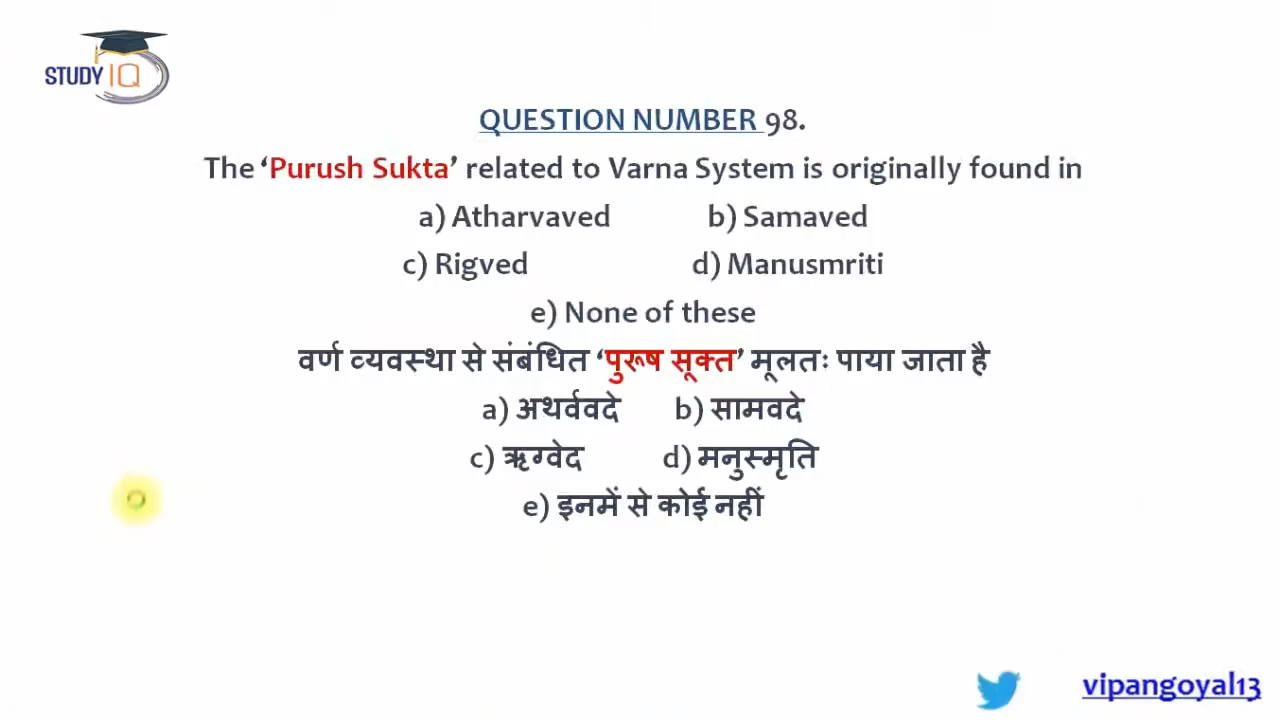 STUDY IQ
QUESTION NUMBER 98.
The ‘Purush Sukta’ related to Varna System is originally found in
a) Atharvaved b) Samaved
c) Rigved d) Manusmriti
e) None of these
वर्ण व्यवस्था से संबंधित ‘पुरूष सूक्त’ मूलतः पाया जाता है
a) अथर्ववदे b) सामवदे
c) ऋग्वेद d) मनुस्मृति
e) इनमें से कोई नहीं
vipangoyal13